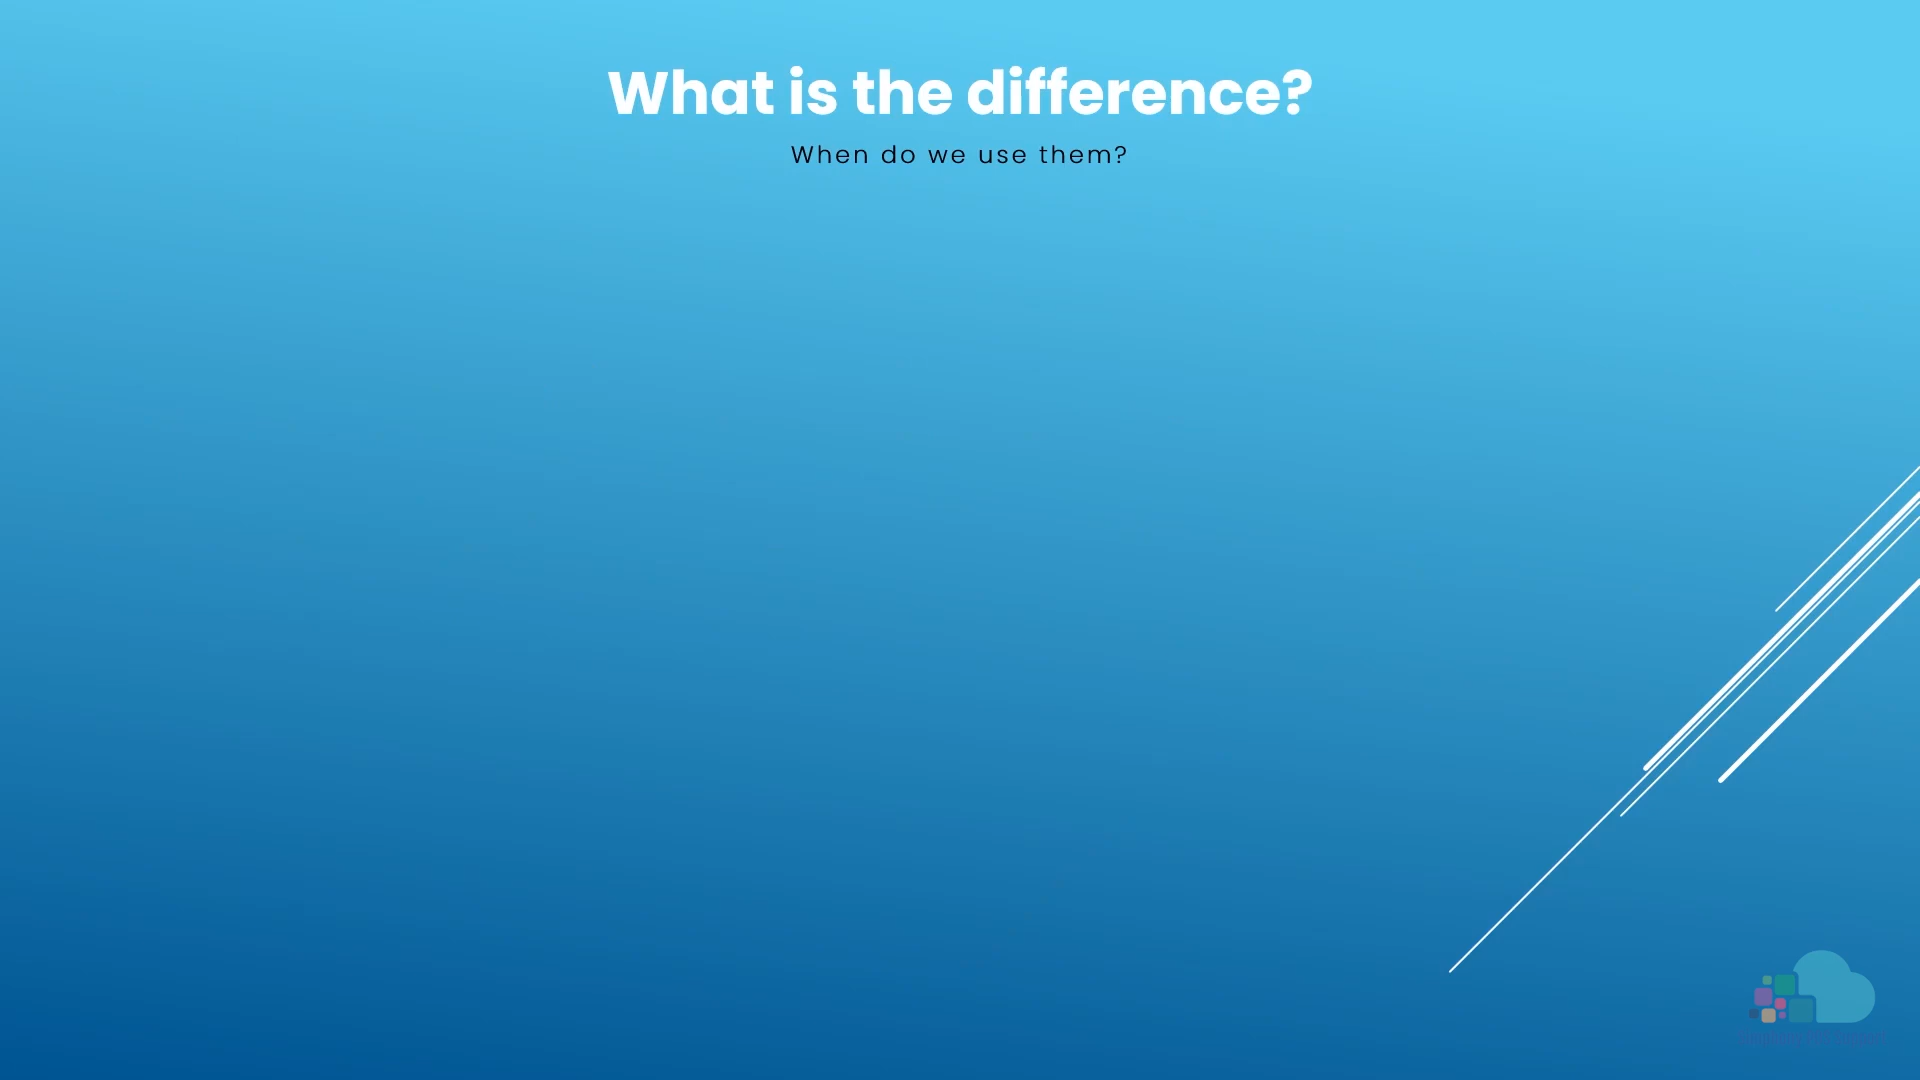 What is the difference?
When do we use them?